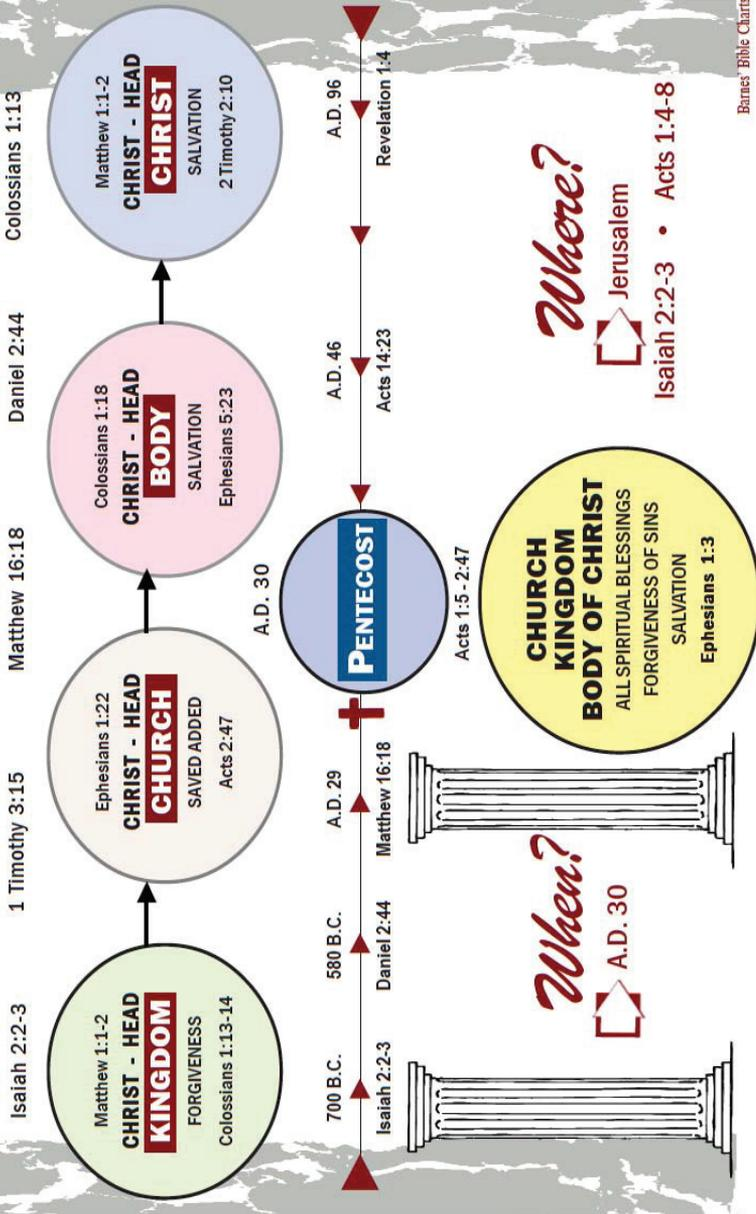 Isaiah 2:2-3
1 Timothy 3:15
Matthew 16:18
Daniel 2:44
Colossians 1:13
Matthew 1:1-2
CHRIST - HEAD
KINGDOM
FORGIVENESS
Colossians 1:13-14
Ephesians 1:22
CHRIST - HEAD
CHURCH
SAVED ADDED
Acts 2:47
Colossians 1:18
CHRIST - HEAD
BODY
SALVATION
Ephesians 5:23
Matthew 1:1-2
CHRIST - HEAD
CHRIST
SALVATION
2 Timothy 2:10
700 B.C.
Isaiah 2:2-3
580 B.C.
Daniel 2:44
A.D. 29
Matthew 16:18
A.D. 30
PENTECOST
Acts 1:5 - 2:47
A.D. 46
Acts 14:23
A.D. 96
Revelation 1:4
When?
A.D. 30
CHURCH
KINGDOM
BODY OF CHRIST
ALL SPIRITUAL BLESSINGS
FORGIVENESS OF SINS
SALVATION
Ephesians 1:3
Where?
Jerusalem
Isaiah 2:2-3 • Acts 1:4-8
Barnes' Bible Charts